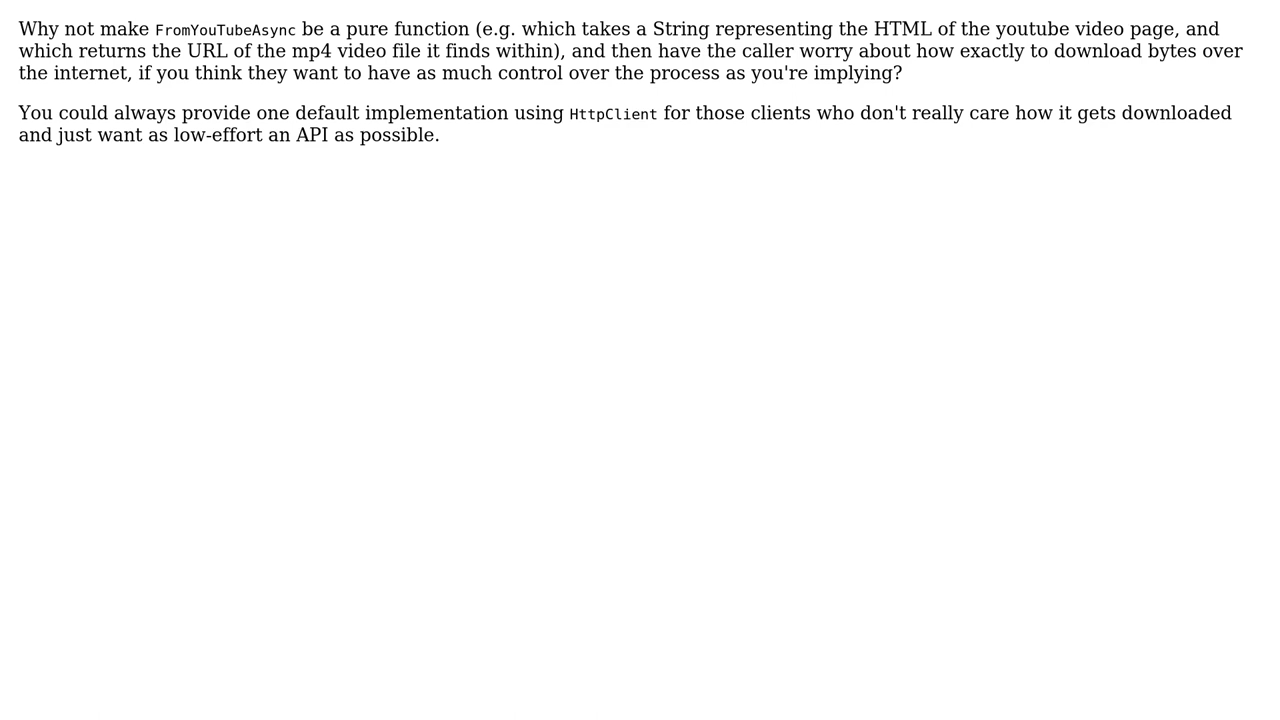 Why not make FromYouTubeAsync be a pure function (e.g. which takes a String representing the HTML of the youtube video page, and
which returns the URL of the mp4 video file it finds within), and then have the caller worry about how exactly to download bytes over
the internet, if you think they want to have as much control over the process as you're implying?
You could always provide one default implementation using HttpClient for those clients who don't really care how it gets downloaded
and just want as low-effort an API as possible.